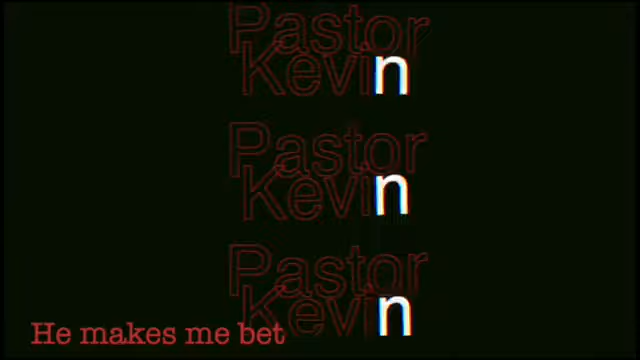 Pastor
Kevin
Pastor
Kevin
Pastor
Kevin
He makes me bet